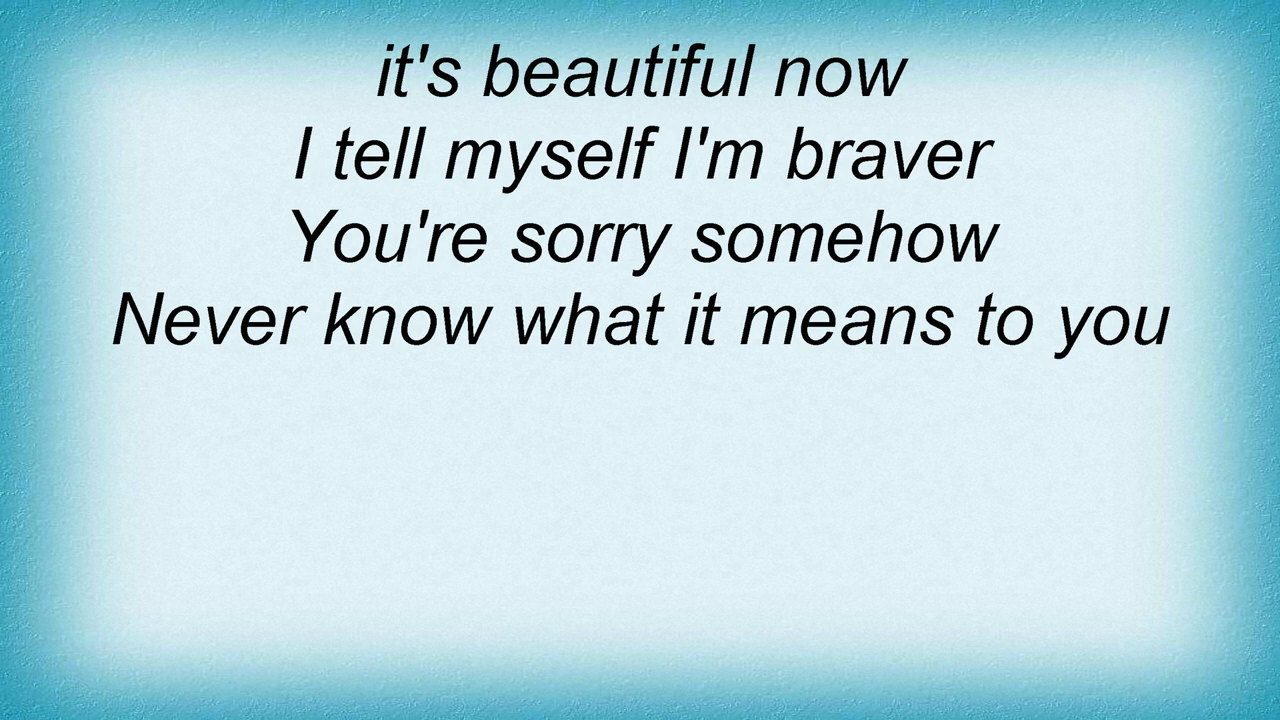 it's beautiful now
I tell myself I'm braver
You're sorry somehow
Never know what it means to you